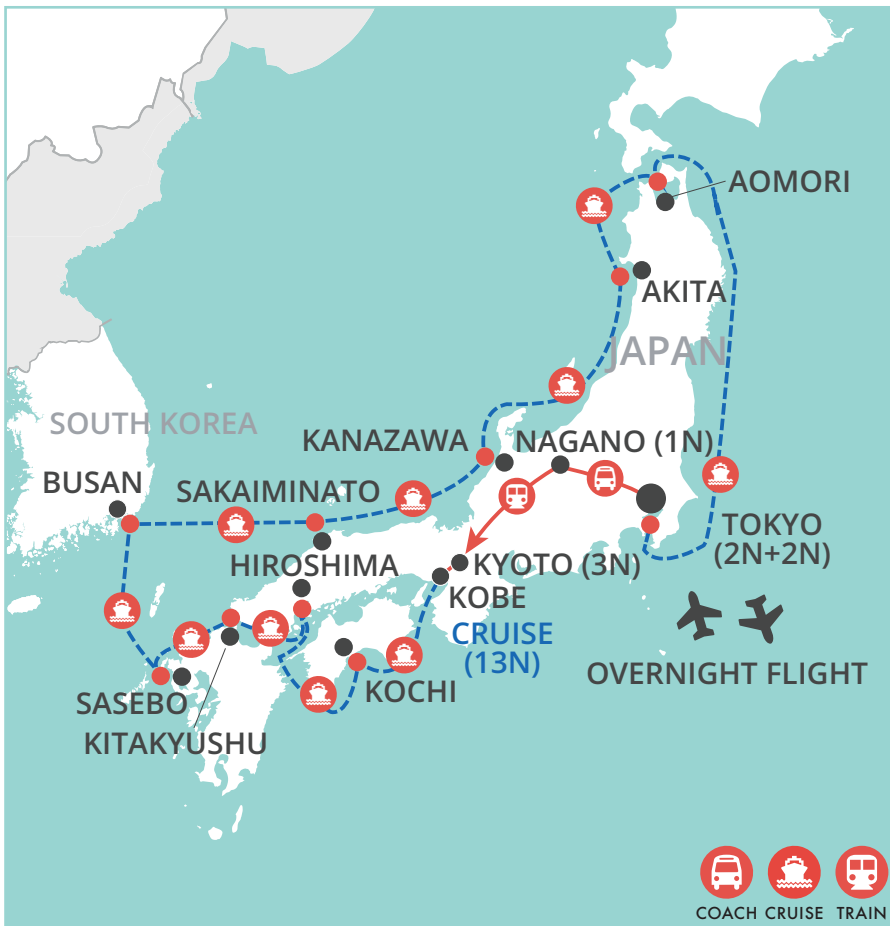 AOMORI
AKITA
JAPAN
SOUTH KOREA
KANAZAWA
NAGANO (1N)
BUSAN
SAKAIMINATO
TOKYO
(2N+2N)
HIROSHIMA
KYOTO (3N)
KOBE
CRUISE
(13N)
OVERNIGHT FLIGHT
KOCHI
SASEBO
KITAKYUSHU
COACH CRUISE TRAIN